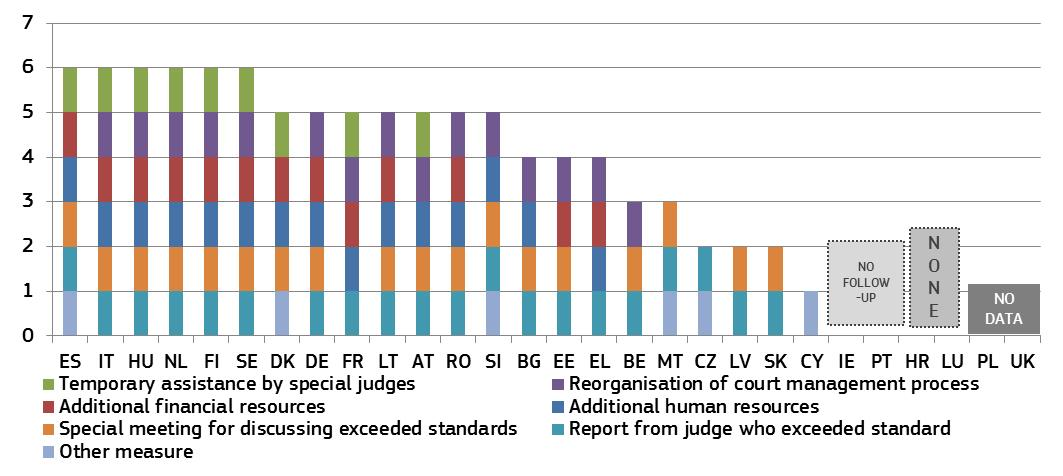 7
6
5
4
3
2
1
0
NO
FOLLOW
-UP
N
O
N
E
NO
DATA
ES IT HU NL FI SE DK DE FR LT AT RO SI BG EE EL BE MT CZ LV SK CY IE PT HR LU PL UK
Temporary assistance by special judges
Reorganisation of court management process
Additional financial resources
Additional human resources
Special meeting for discussing exceeded standards
Report from judge who exceeded standard
Other measure